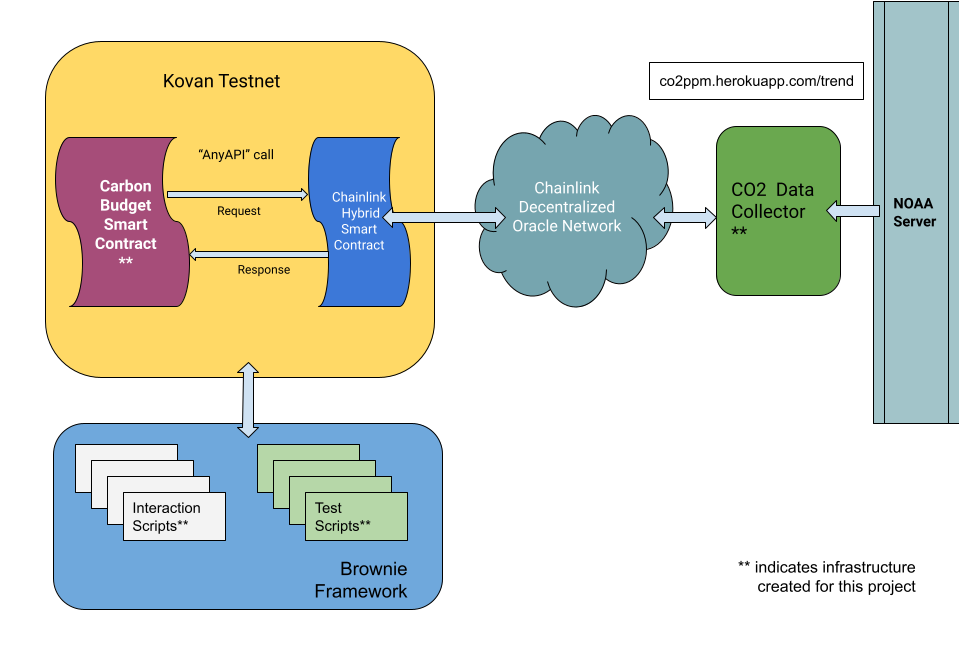 Kovan Testnet
co2ppm.herokuapp.com/trend
"AnyAPI" call
Carbon
Budget
Smart
Contract
**
Request
Response
Chainlink
Hybrid
Smart
Contract
Chainlink
Decentralized
Oracle Network
CO2 Data
Collector
**
NOAA
Server
Interaction
Scripts**
Test
Scripts**
Brownie
Framework
** indicates infrastructure
created for this project